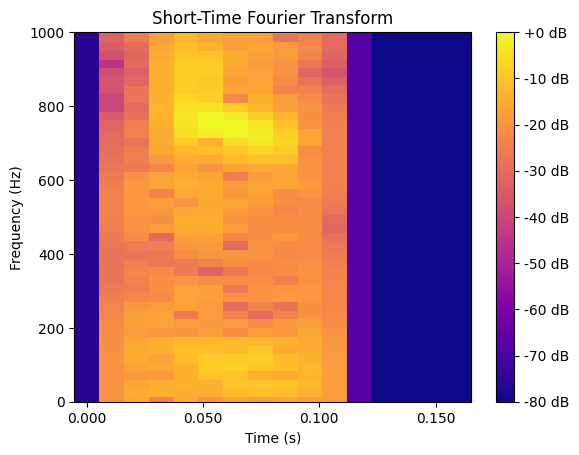 Short-Time Fourier Transform
1000
800
600
400
200
0
Frequency (Hz)
0.000
0.050
0.100
0.150
Time (s)
+0 dB
-10 dB
-20 dB
-30 dB
-40 dB
-50 dB
-60 dB
-70 dB
-80 dB